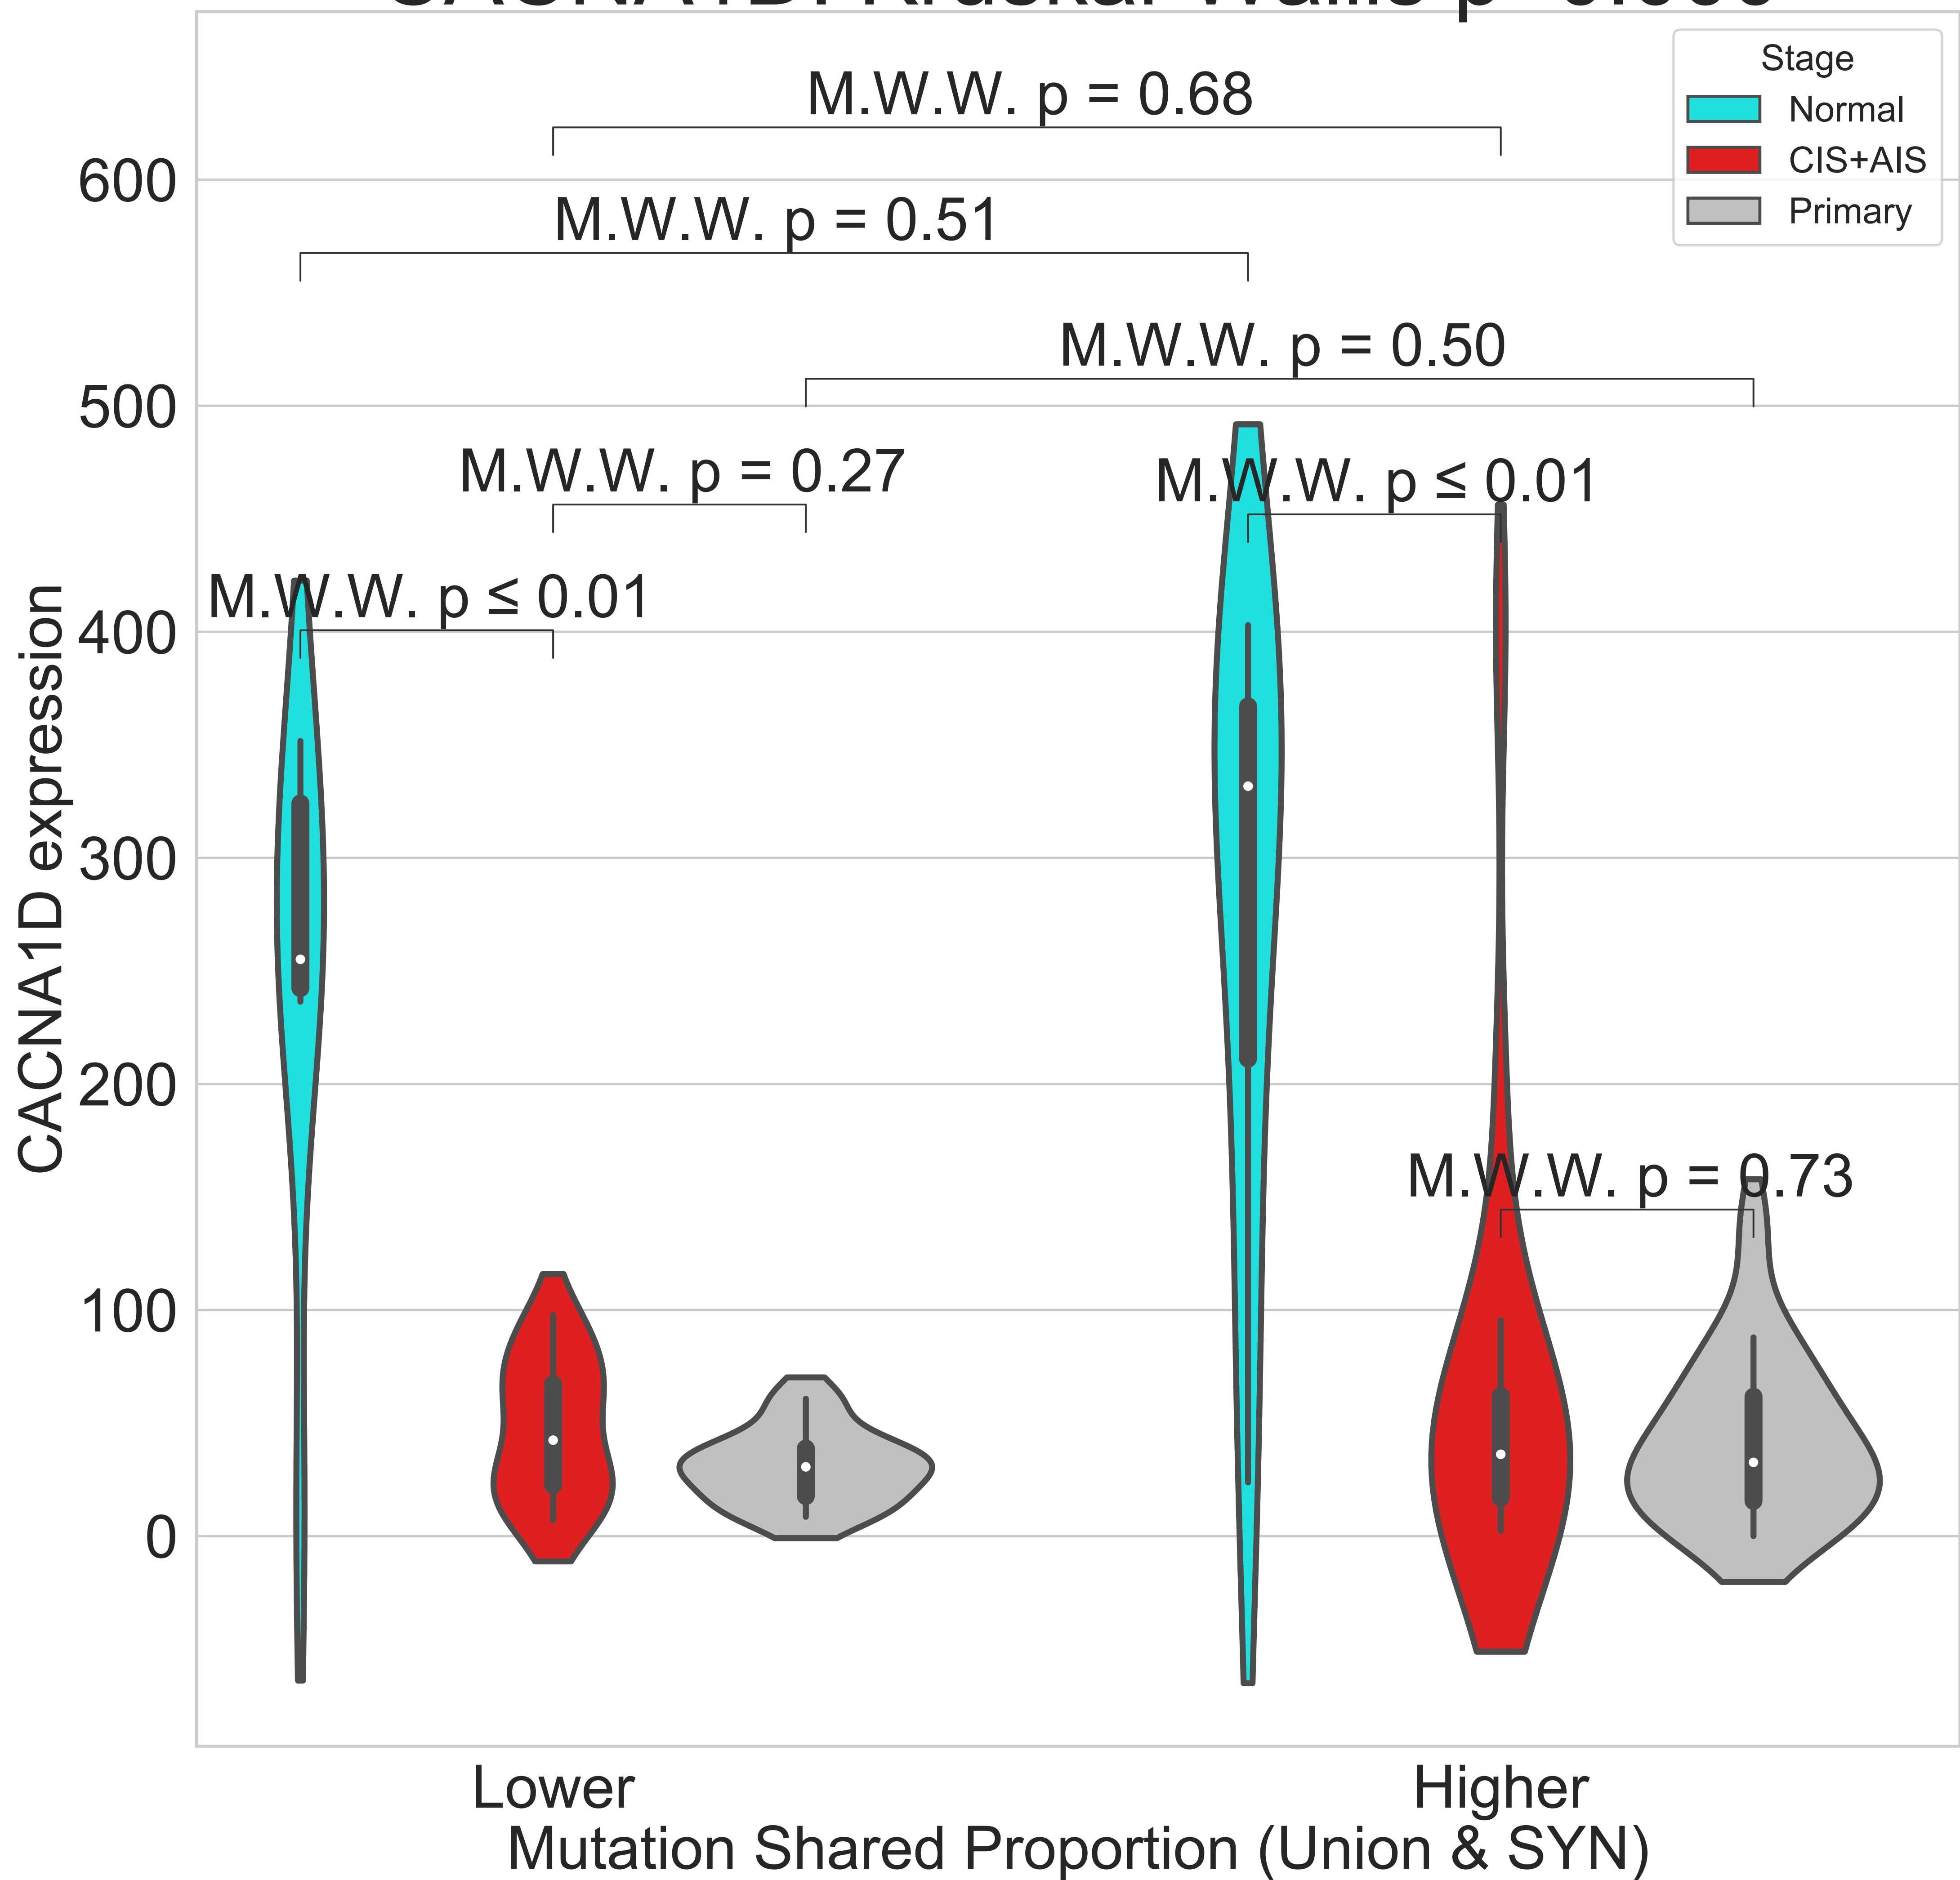 Stage
Normal
CIS+AIS
Primary
M.W.W. p = 0.68
M.W.W. p = 0.51
M.W.W. p = 0.50
M.W.W. p = 0.27
M.W.W. p ≤ 0.01
M.W.W. p ≤ 0.01
M.W.W. p = 0.73
600
500
400
300
200
100
0
CACNA1D expression
Lower
Higher
Mutation Shared Proportion (Union & SYN)